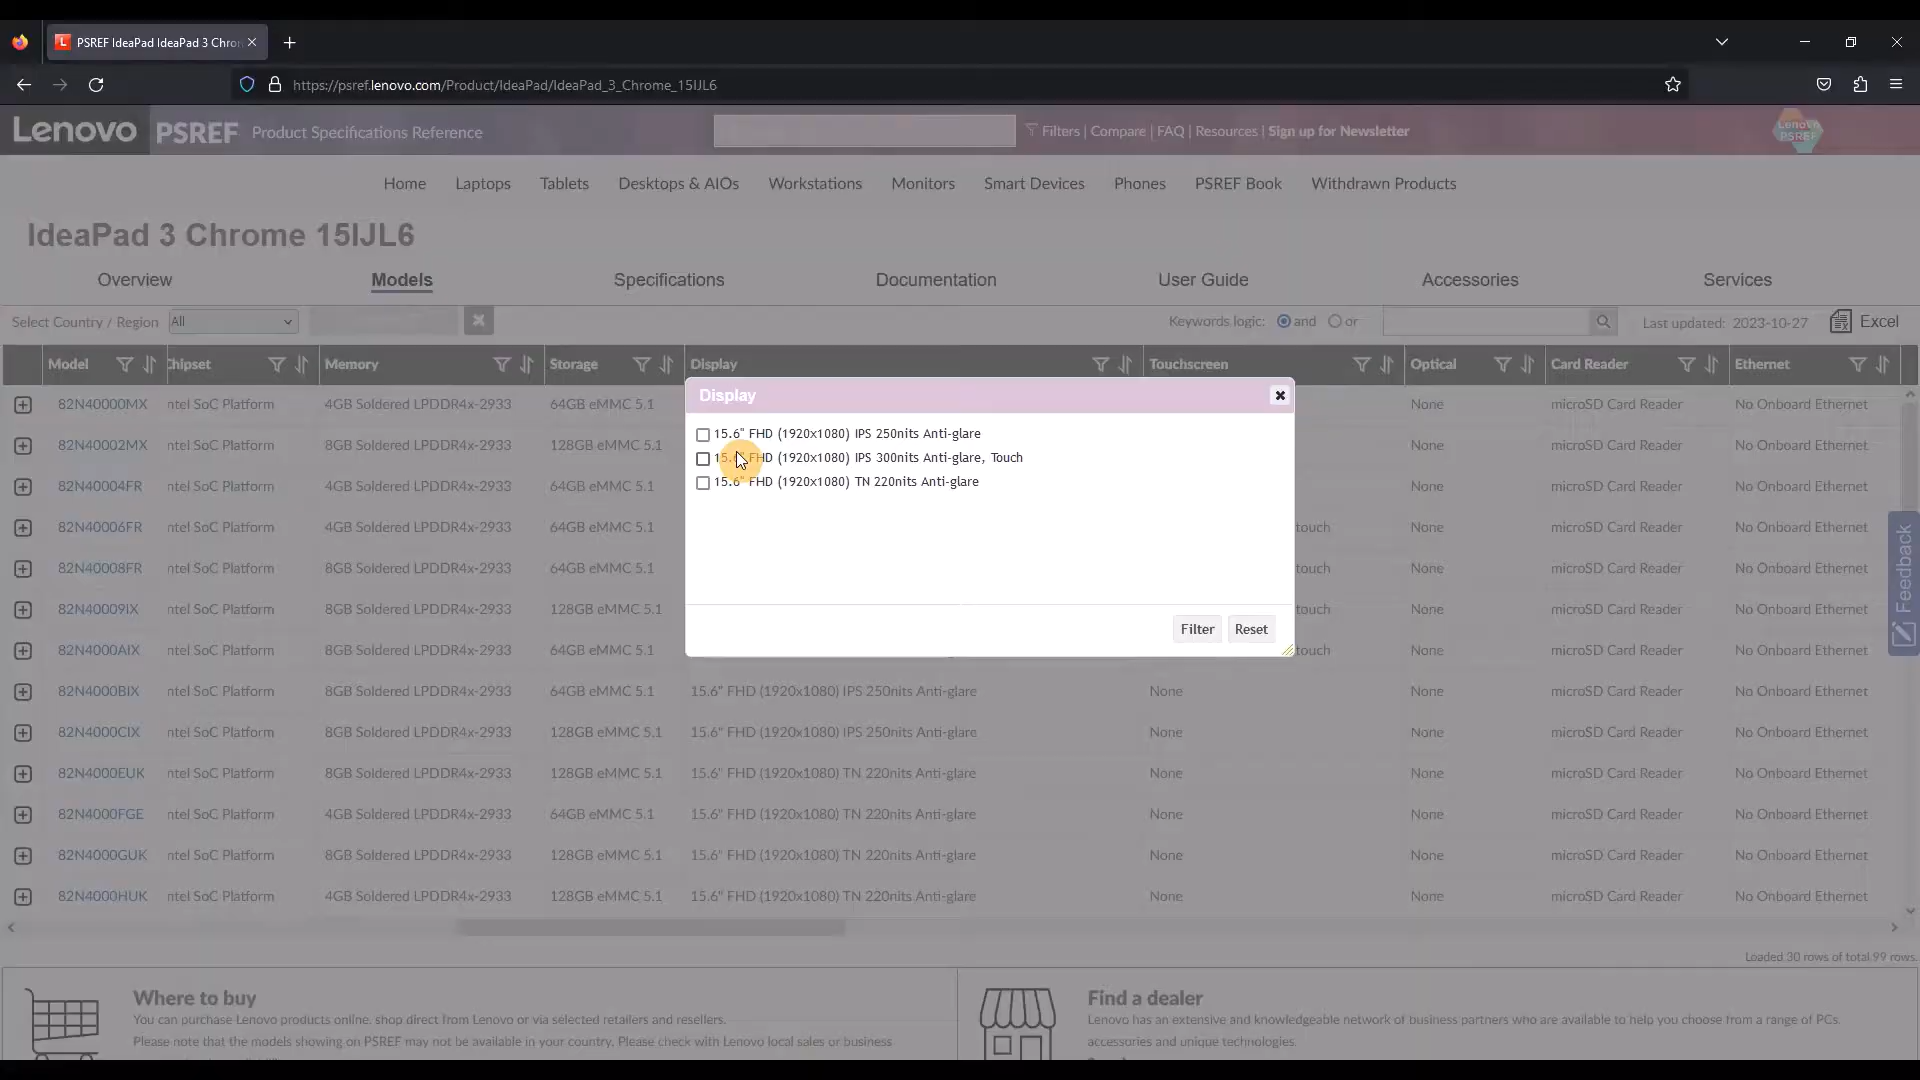 PSREF IdeaPad IdeaPad 3 Chro
https://psref.lenovo.com/Product/IdeaPad/IdeaPad_3_Chrome_15IJL6
Lenovo PSREF Product Specifications Reference Filters | Compare | FAQ | Resources | Sign up for Newsletter Lenovo PSREF
Home Laptops Tablets Desktops & AIOs Workstations Monitors Smart Devices Phones PSREF Book Withdrawn Products
IdeaPad 3 Chrome 15IJL6
Overview Models Specifications Documentation User Guide Accessories Services
Select Country / Region All Keywords logic: and or Last updated: 2023-10-27 Excel
Model Chipset Memory Storage Display Touchscreen Optical Card Reader Ethernet
Display
15.6" FHD (1920x1080) IPS 250nits Anti-glare
15.6" FHD (1920x1080) IPS 300nits Anti-glare, Touch
15.6" FHD (1920x1080) TN 220nits Anti-glare
Filter Reset
82N40000MX ntel SoC Platform 4GB Soldered LPDDR4x-2933 64GB eMMC 5.1 None microSD Card Reader No Onboard Ethernet
82N40002MX ntel SoC Platform 8GB Soldered LPDDR4x-2933 128GB eMMC 5.1 None microSD Card Reader No Onboard Ethernet
82N40004FR ntel SoC Platform 4GB Soldered LPDDR4x-2933 64GB eMMC 5.1 None microSD Card Reader No Onboard Ethernet
82N40006FR ntel SoC Platform 4GB Soldered LPDDR4x-2933 64GB eMMC 5.1 touch None microSD Card Reader No Onboard Ethernet
82N40008FR ntel SoC Platform 8GB Soldered LPDDR4x-2933 64GB eMMC 5.1 touch None microSD Card Reader No Onboard Ethernet
82N40009IX ntel SoC Platform 8GB Soldered LPDDR4x-2933 128GB eMMC 5.1 touch None microSD Card Reader No Onboard Ethernet
82N4000AIX ntel SoC Platform 8GB Soldered LPDDR4x-2933 64GB eMMC 5.1 touch None microSD Card Reader No Onboard Ethernet
82N4000BIX ntel SoC Platform 8GB Soldered LPDDR4x-2933 64GB eMMC 5.1 15.6" FHD (1920x1080) IPS 250nits Anti-glare None None microSD Card Reader No Onboard Ethernet
82N4000CIX ntel SoC Platform 8GB Soldered LPDDR4x-2933 128GB eMMC 5.1 15.6" FHD (1920x1080) IPS 250nits Anti-glare None None microSD Card Reader No Onboard Ethernet
82N4000EUK ntel SoC Platform 8GB Soldered LPDDR4x-2933 128GB eMMC 5.1 15.6" FHD (1920x1080) TN 220nits Anti-glare None None microSD Card Reader No Onboard Ethernet
82N4000FGE ntel SoC Platform 4GB Soldered LPDDR4x-2933 64GB eMMC 5.1 15.6" FHD (1920x1080) TN 220nits Anti-glare None None microSD Card Reader No Onboard Ethernet
82N4000GUK ntel SoC Platform 8GB Soldered LPDDR4x-2933 128GB eMMC 5.1 15.6" FHD (1920x1080) TN 220nits Anti-glare None None microSD Card Reader No Onboard Ethernet
82N4000HUK ntel SoC Platform 4GB Soldered LPDDR4x-2933 128GB eMMC 5.1 15.6" FHD (1920x1080) TN 220nits Anti-glare None None microSD Card Reader No Onboard Ethernet
Feedback
Loaded 30 rows of total 99 rows.
Where to buy
You can purchase Lenovo products online, shop direct from Lenovo or via selected retailers and resellers.
Please note that the models showing on PSREF may not be available in your country. Please check with Lenovo local sales or business
Find a dealer
Lenovo has an extensive and knowledgeable network of business partners who are available to help you choose from a range of PCs,
accessories and unique technologies.